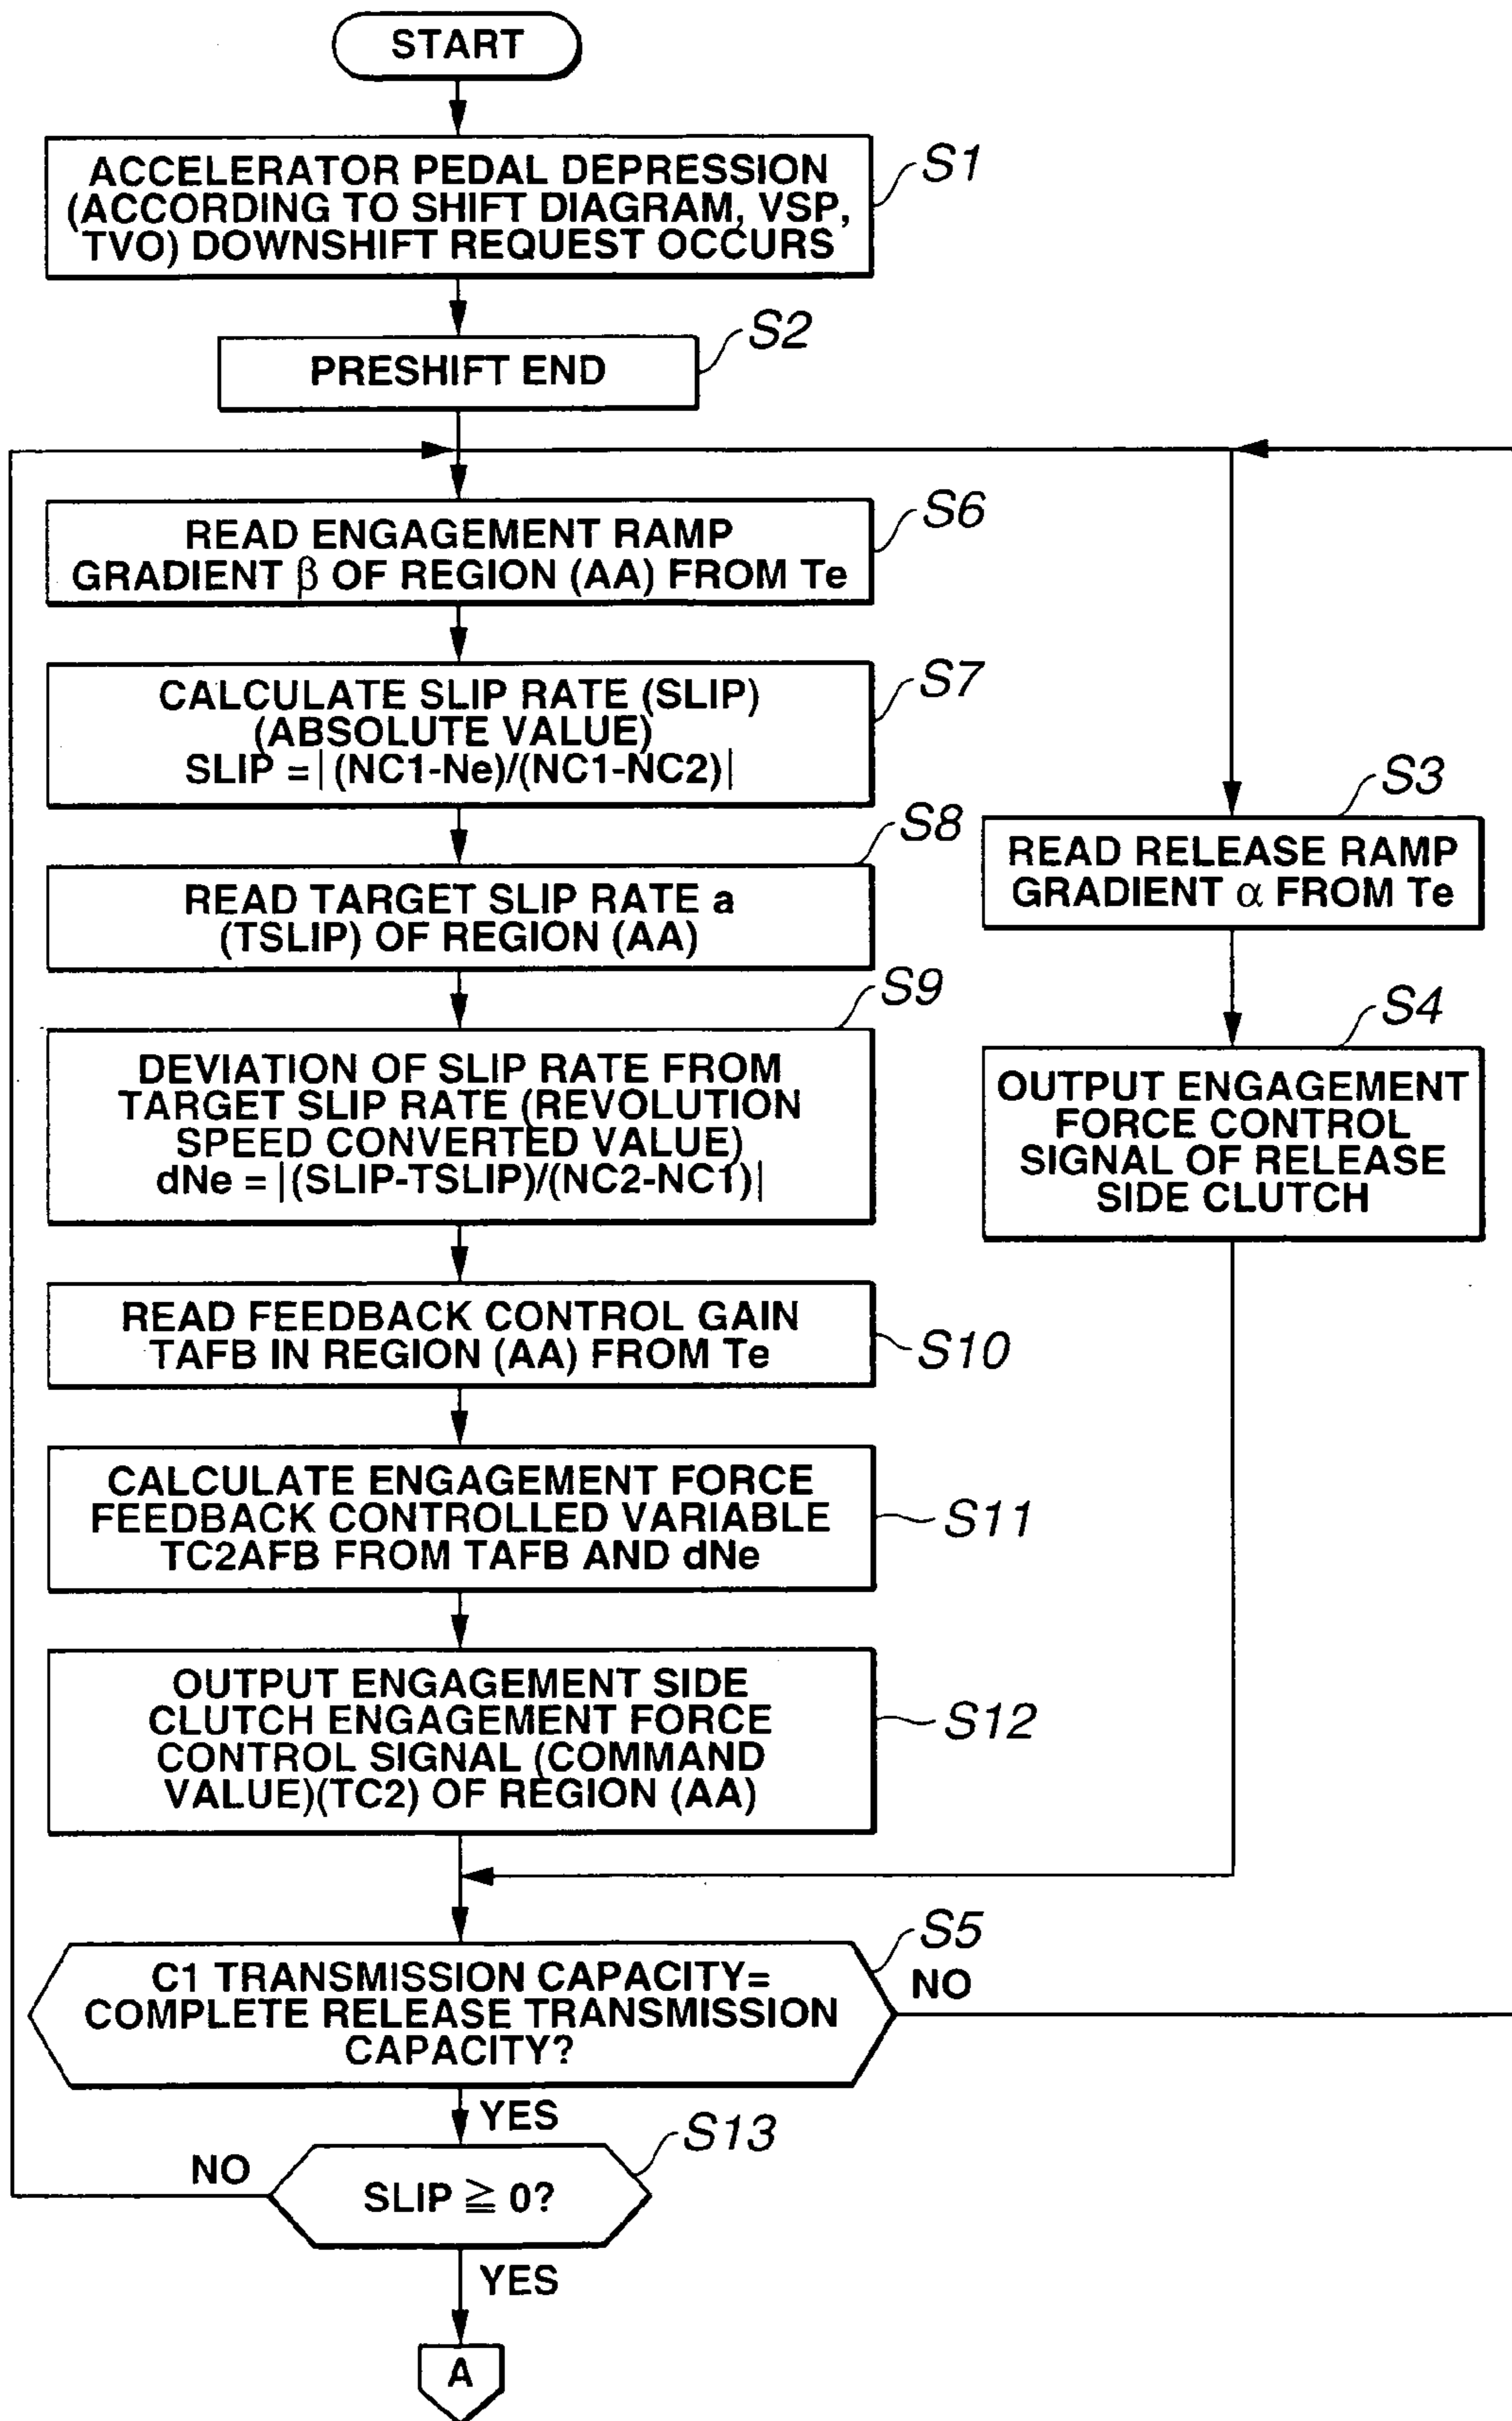 START
ACCELERATOR PEDAL DEPRESSION
(ACCORDING TO SHIFT DIAGRAM, VSP,
TVO) DOWNSHIFT REQUEST OCCURS
S1
PRESHIFT END
S2
READ ENGAGEMENT RAMP
GRADIENT β OF REGION (AA) FROM Te
S6
CALCULATE SLIP RATE (SLIP)
(ABSOLUTE VALUE)
SLIP =|(NC1-Ne)/(NC1-NC2)|
S7
READ TARGET SLIP RATE a
(TSLIP) OF REGION (AA)
S8
READ RELEASE RAMP
GRADIENT α FROM Te
S3
DEVIATION OF SLIP RATE FROM
TARGET SLIP RATE (REVOLUTION
SPEED CONVERTED VALUE)
dNe =|(SLIP-TSLIP)/(NC2-NC1)|
S9
OUTPUT ENGAGEMENT
FORCE CONTROL
SIGNAL OF RELEASE
SIDE CLUTCH
S4
READ FEEDBACK CONTROL GAIN
TAFB IN REGION (AA) FROM Te
S10
CALCULATE ENGAGEMENT FORCE
FEEDBACK CONTROLLED VARIABLE
TC2AFB FROM TAFB AND dNe
S11
OUTPUT ENGAGEMENT SIDE
CLUTCH ENGAGEMENT FORCE
CONTROL SIGNAL (COMMAND
VALUE)(TC2) OF REGION (AA)
S12
C1 TRANSMISSION CAPACITY=
COMPLETE RELEASE TRANSMISSION
CAPACITY?
S5
NO
YES
SLIP ≧ 0?
S13
NO
YES
A